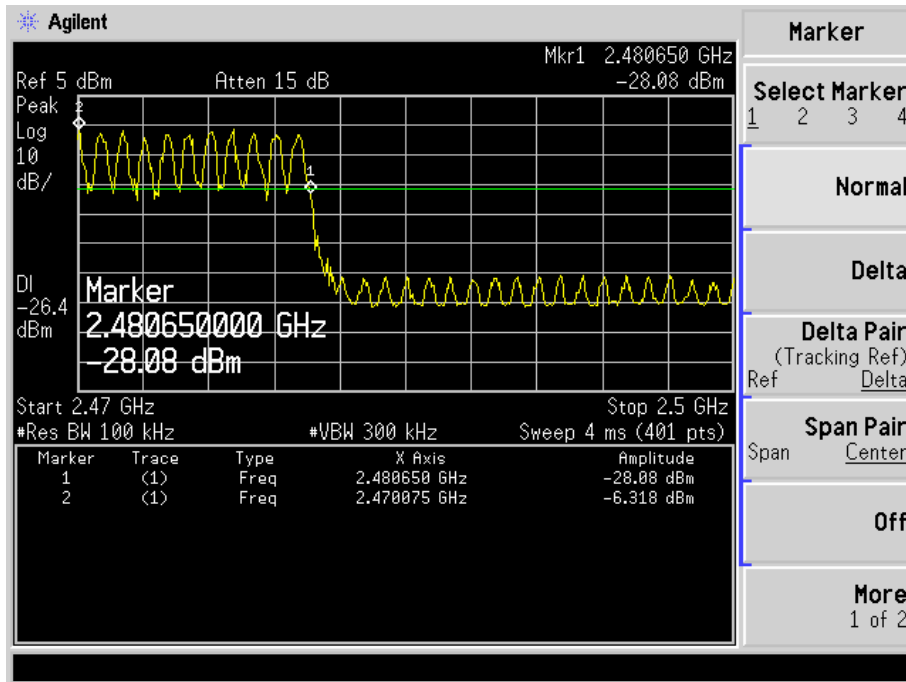 Agilent
Marker
Mkr1 2.480650 GHz
Ref 5 dBm Atten 15 dB -28.08 dBm
Peak
Log
10
dB/
2
1
DI
-26.4
dBm
Marker
2.480650000 GHz
-28.08 dBm
Start 2.47 GHz Stop 2.5 GHz
#Res BW 100 kHz #VBW 300 kHz Sweep 4 ms (401 pts)
Marker Trace Type X Axis Amplitude
1 (1) Freq 2.480650 GHz -28.08 dBm
2 (1) Freq 2.470075 GHz -6.318 dBm
Select Marker
1 2 3 4
Normal
Delta
Delta Pair
(Tracking Ref)
Ref Delta
Span Pair
Span Center
Off
More
1 of 2